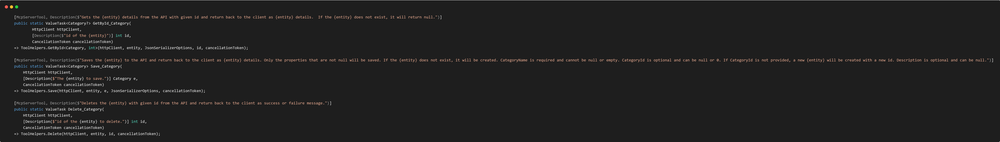 [McpServerTool, Description($"Gets the {entity} details from the API with given id and return back to the client as {entity} details.  If the {entity} does not exist, it will return null.")]
public static ValueTask<Category?> GetById_Category(
        HttpClient httpClient,
        [Description($"id of the {entity}")] int id,
        CancellationToken cancellationToken)
=> ToolHelpers.GetById<Category, int>(httpClient, entity, JsonSerializerOptions, id, cancellationToken);

[McpServerTool, Description($"Saves the {entity} to the API and return back to the client as {entity} details. Only the properties that are not null will be saved. If the {entity} does not exist, it will be created. CategoryName is required and cannot be null or empty. CategoryId is optional and can be null or 0. If CategoryId is not provided, a new {entity} will be created with a new id. Description is optional and can be null.")]
public static ValueTask<Category> Save_Category(
    HttpClient httpClient,
    [Description($"The {entity} to save.")] Category e,
    CancellationToken cancellationToken)
=> ToolHelpers.Save(httpClient, entity, e, JsonSerializerOptions, cancellationToken);

[McpServerTool, Description($"Deletes the {entity} with given id from the API and return back to the client as success or failure message.")]
public static ValueTask Delete_Category(
    HttpClient httpClient,
    [Description($"id of the {entity} to delete.")] int id,
    CancellationToken cancellationToken)
=> ToolHelpers.Delete(httpClient, entity, id, cancellationToken);